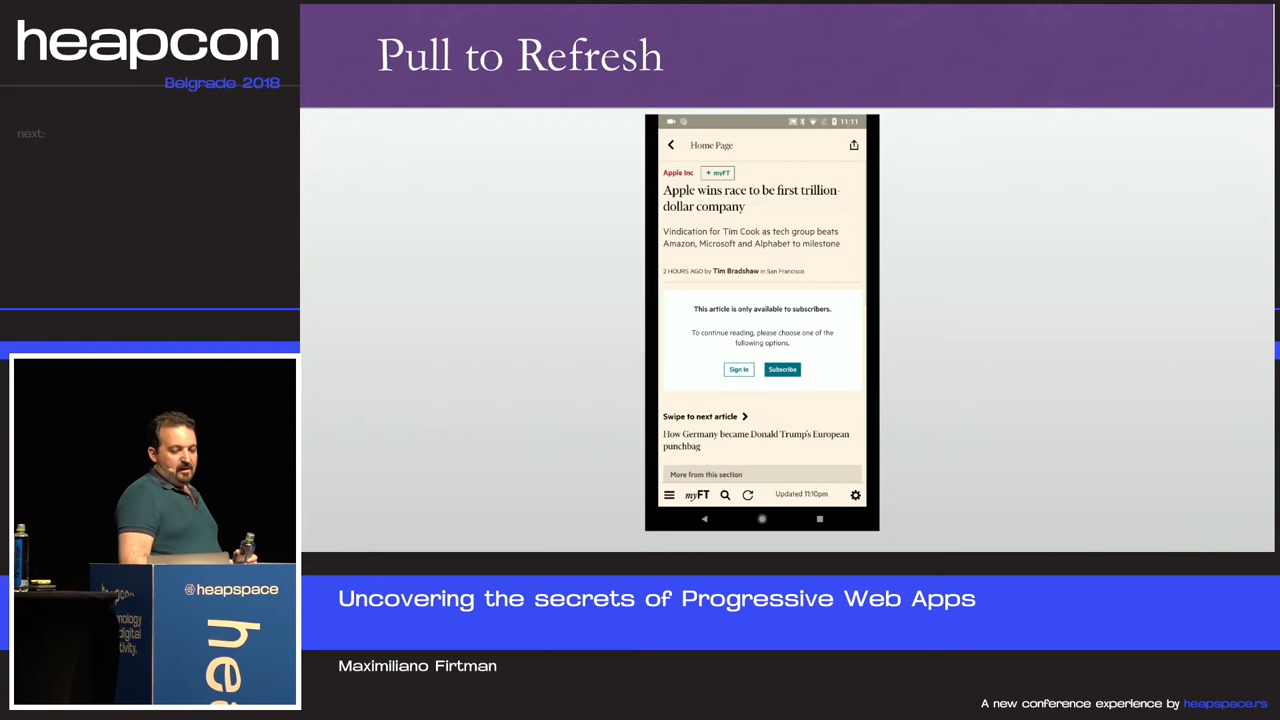 heapcon
Belgrade 2018
next:
Pull to Refresh
11:11
Home Page
Apple Inc + myFT
Apple wins race to be first trillion-
dollar company
Vindication for Tim Cook as tech group beats
Amazon, Microsoft and Alphabet to milestone
2 HOURS AGO by Tim Bradshaw in San Francisco
This article is only available to subscribers.
To continue reading, please choose one of the
following options.
Sign In Subscribe
Swipe to next article
How Germany became Donald Trump's European
punchbag
More from this section
myFT Updated 11:10pm
heapspace
digital
hea
Uncovering the secrets of Progressive Web Apps
Maximiliano Firtman
A new conference experience by heapspace.rs